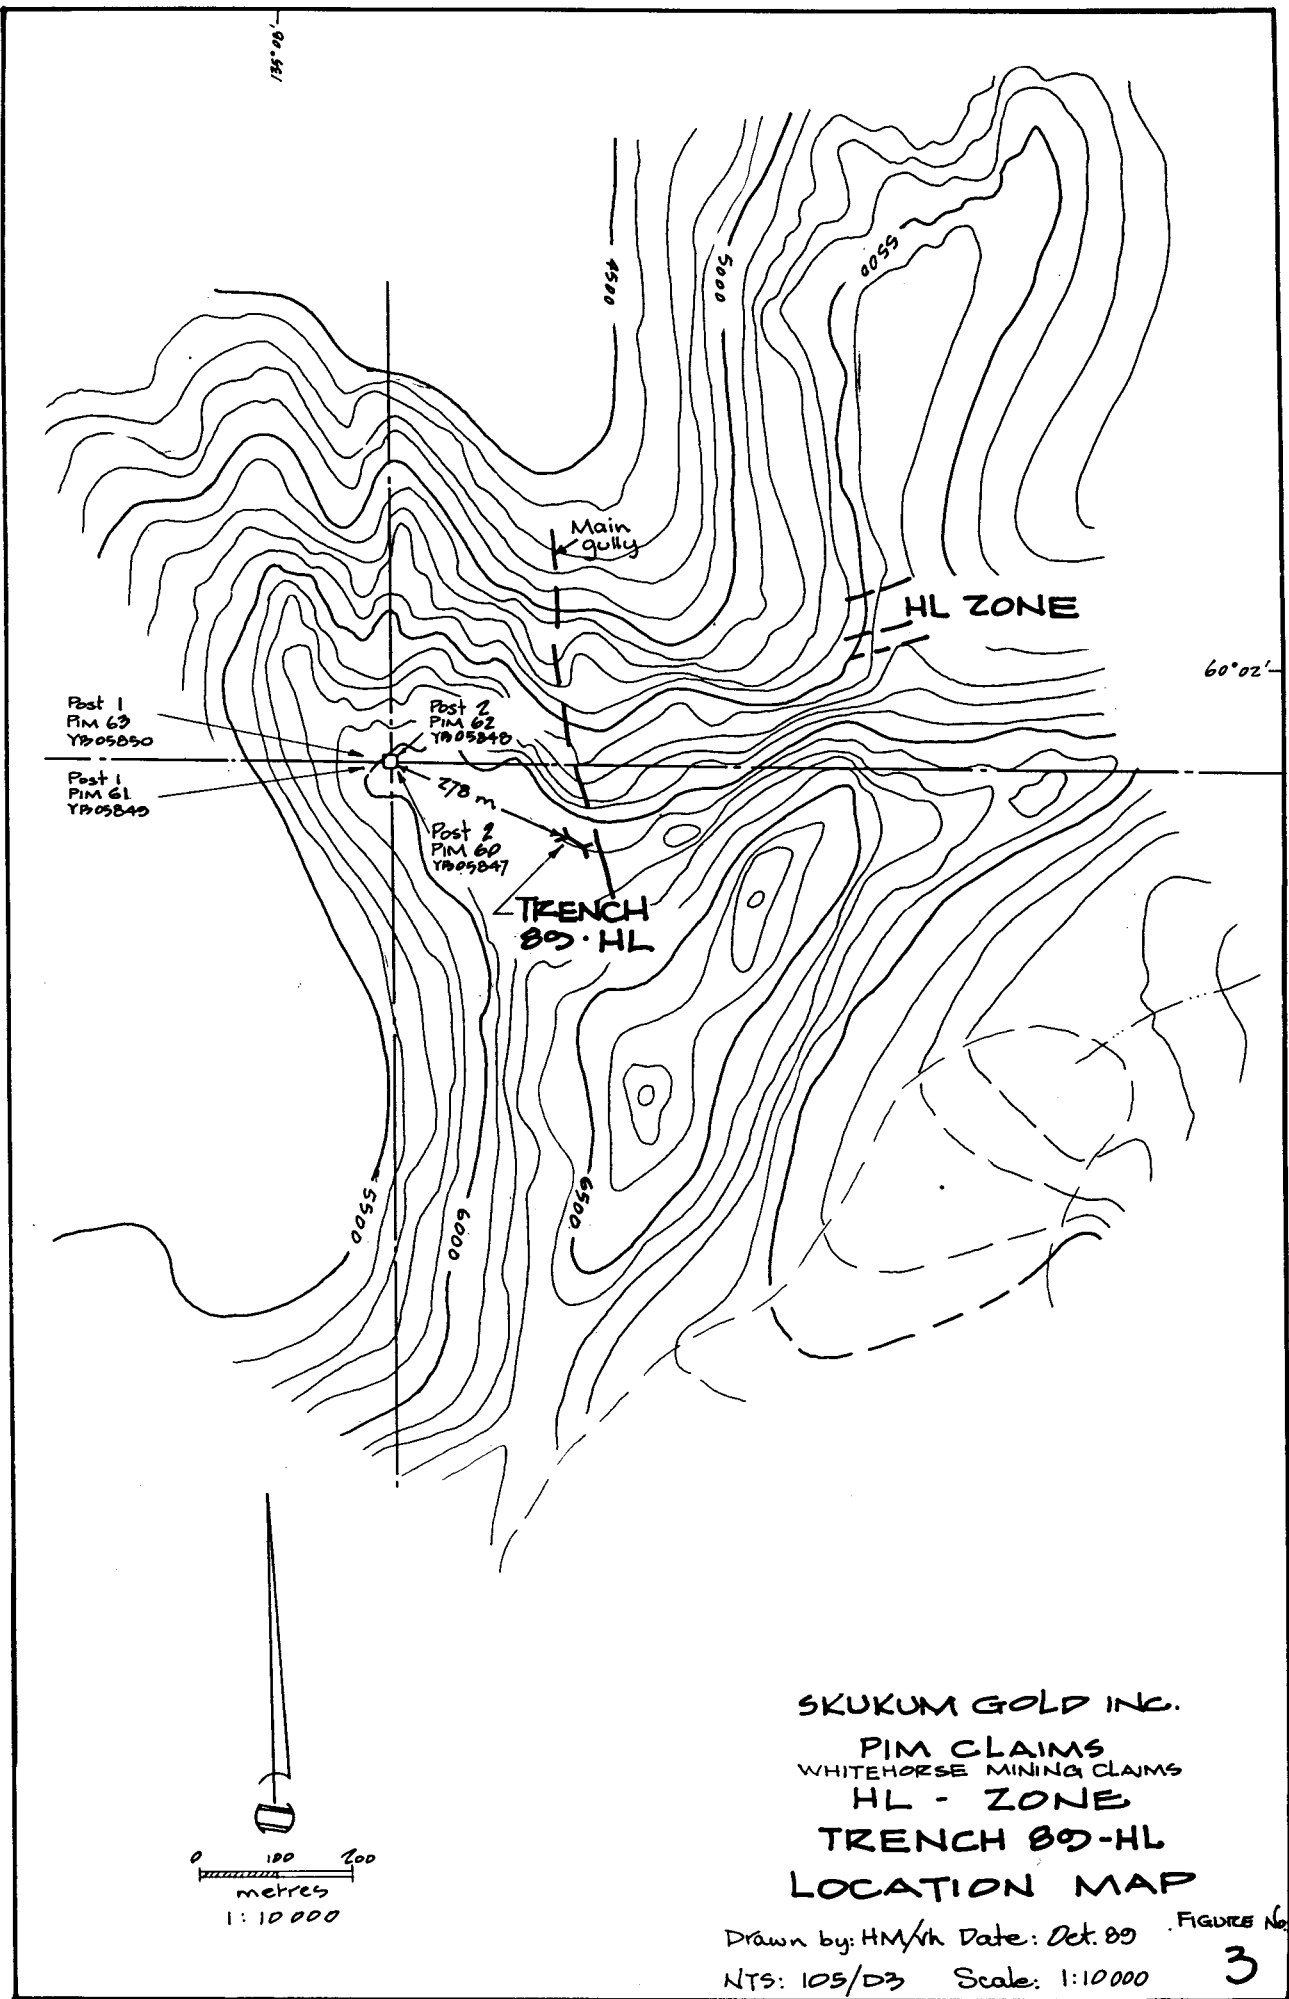 135°06'
4500
5000
5500
Main
gully
HL ZONE
60°02'
Post 1
PIM 63
YB05850
Post 2
PIM 62
YB05848
Post 1
PIM 61
YB05849
278 m
Post 2
PIM 60
YB05847
TRENCH
89·HL
5500
6000
6500
0 100 200
metres
1:10000
SKUKUM GOLD INC.
PIM CLAIMS
WHITEHORSE MINING CLAIMS
HL - ZONE
TRENCH 89-HL
LOCATION MAP
Drawn by: HM/vh Date: Oct. 89
NTS: 105/D3 Scale: 1:10000
FIGURE No.
3